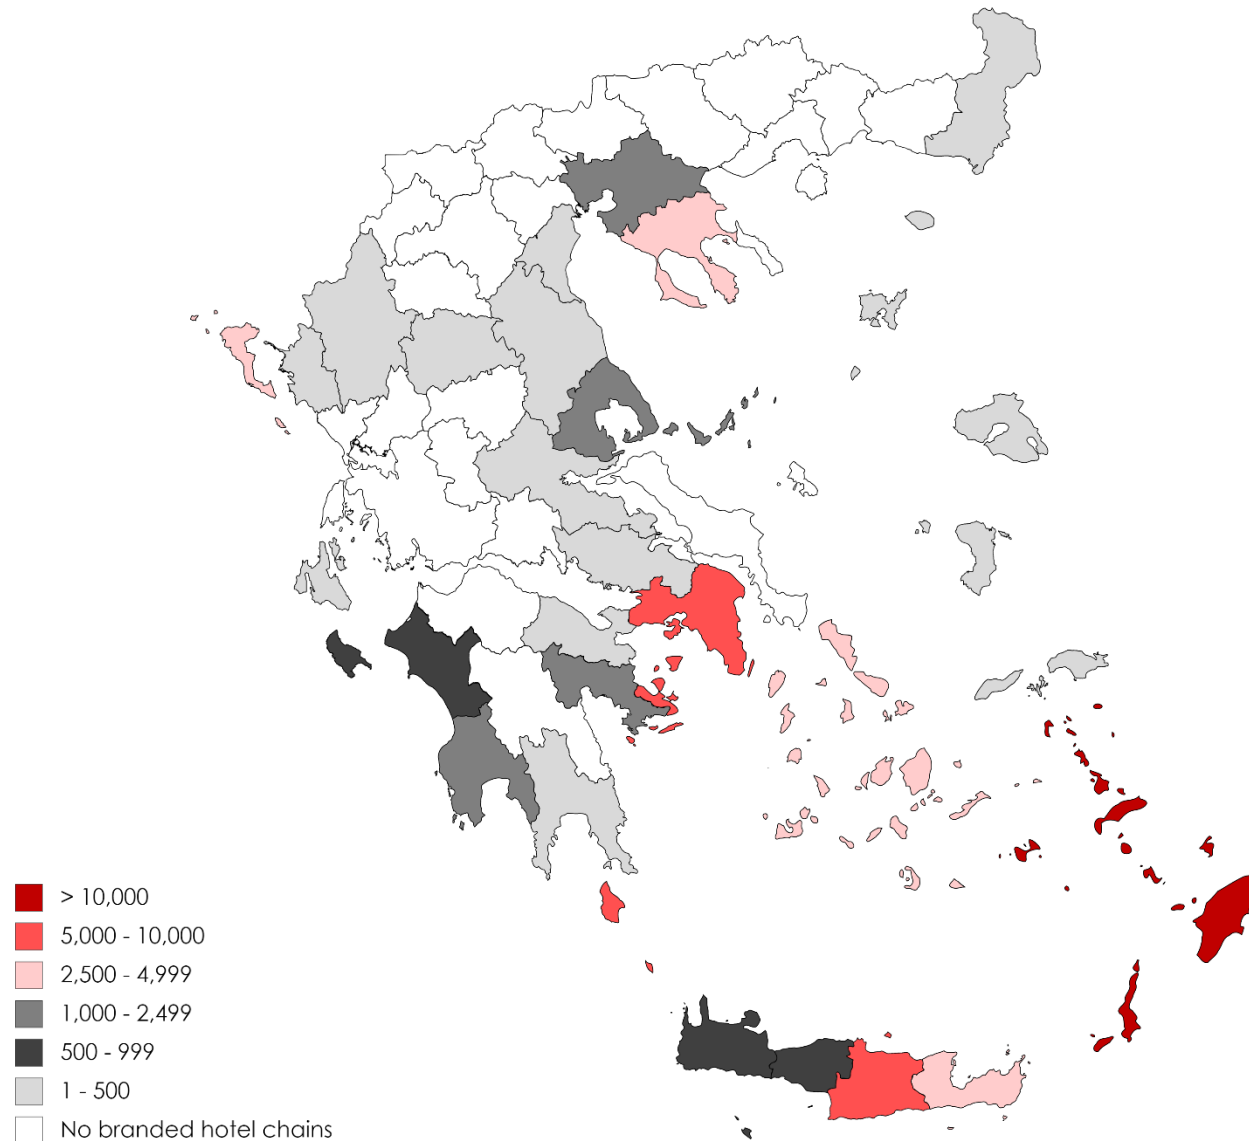 > 10,000
5,000 - 10,000
2,500 - 4,999
1,000 - 2,499
500 - 999
1 - 500
No branded hotel chains